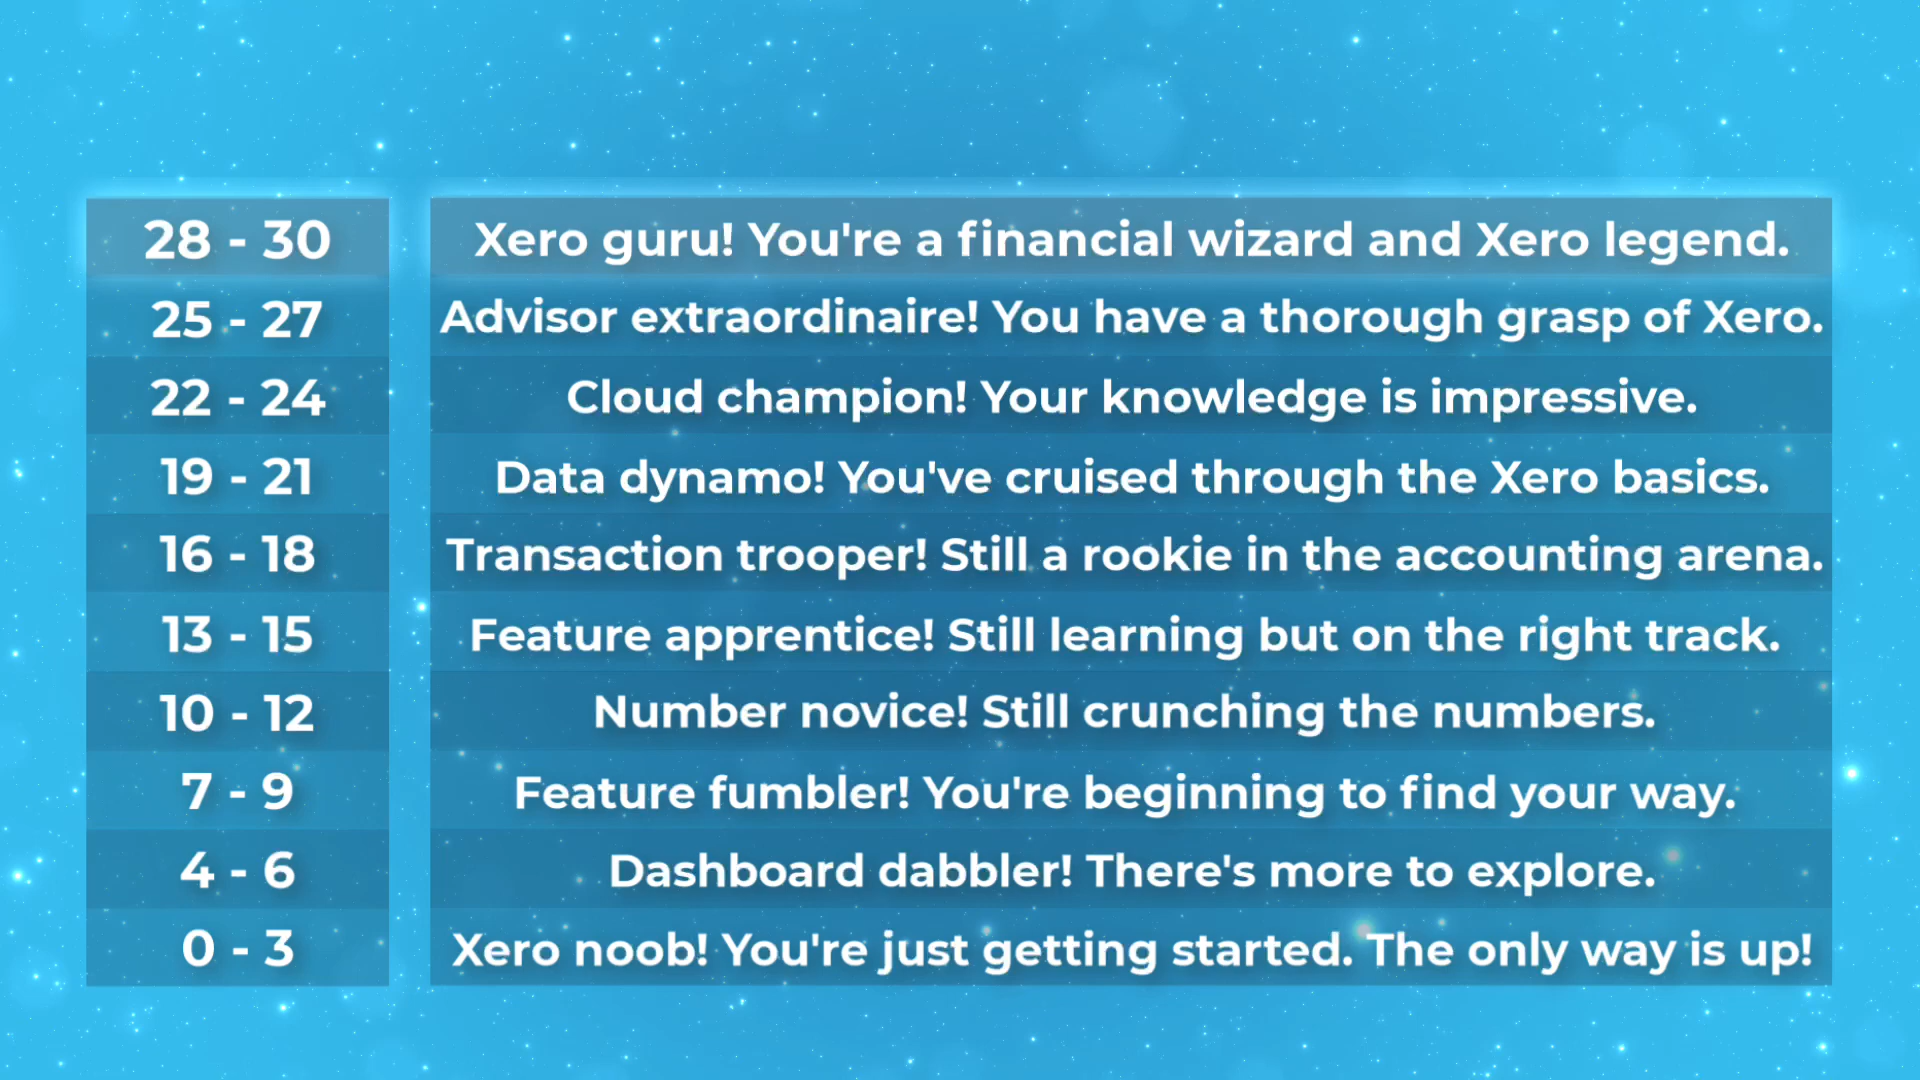 28 - 30 Xero guru! You're a financial wizard and Xero legend.
25 - 27 Advisor extraordinaire! You have a thorough grasp of Xero.
22 - 24 Cloud champion! Your knowledge is impressive.
19 - 21 Data dynamo! You've cruised through the Xero basics.
16 - 18 Transaction trooper! Still a rookie in the accounting arena.
13 - 15 Feature apprentice! Still learning but on the right track.
10 - 12 Number novice! Still crunching the numbers.
7 - 9 Feature fumbler! You're beginning to find your way.
4 - 6 Dashboard dabbler! There's more to explore.
0 - 3 Xero noob! You're just getting started. The only way is up!